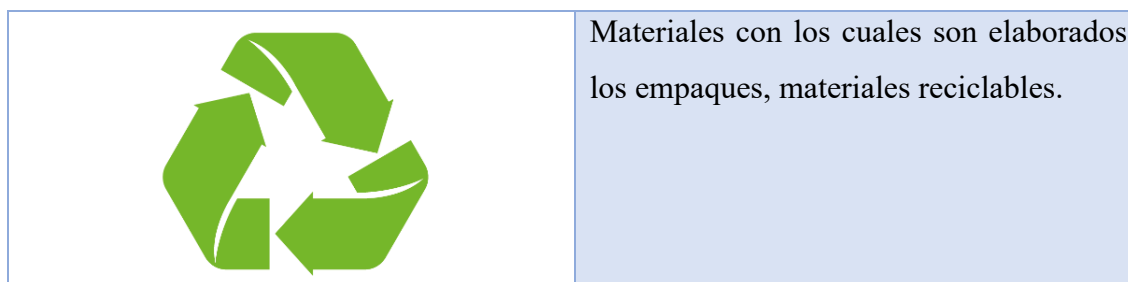 Materiales con los cuales son elaborados
los empaques, materiales reciclables.